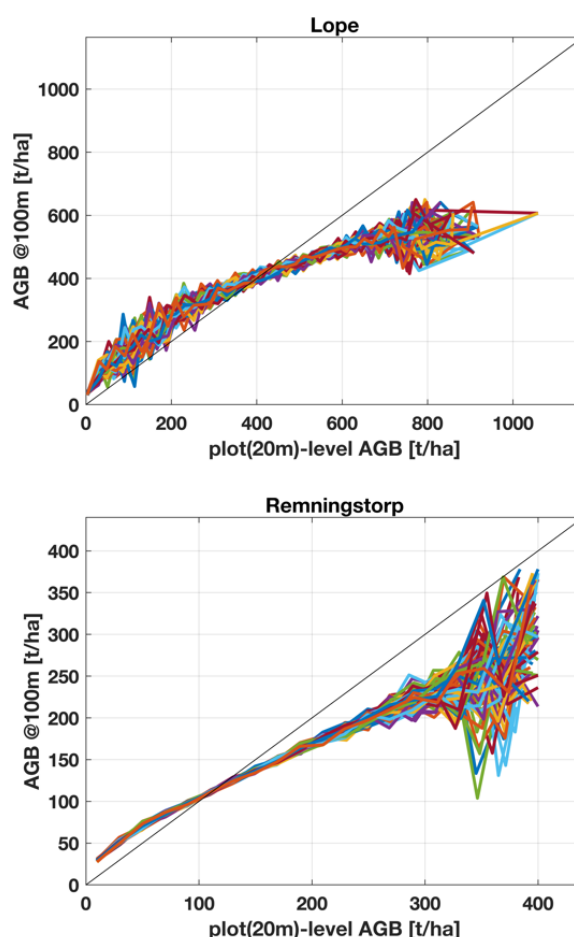 Lope
1000
800
600
400
200
0
AGB @100m [t/ha]
0 200 400 600 800 1000
plot(20m)-level AGB [t/ha]
Remningstorp
400
350
300
250
200
150
100
50
0
AGB @100m [t/ha]
0 100 200 300 400
plot(20m)-level AGB [t/ha]